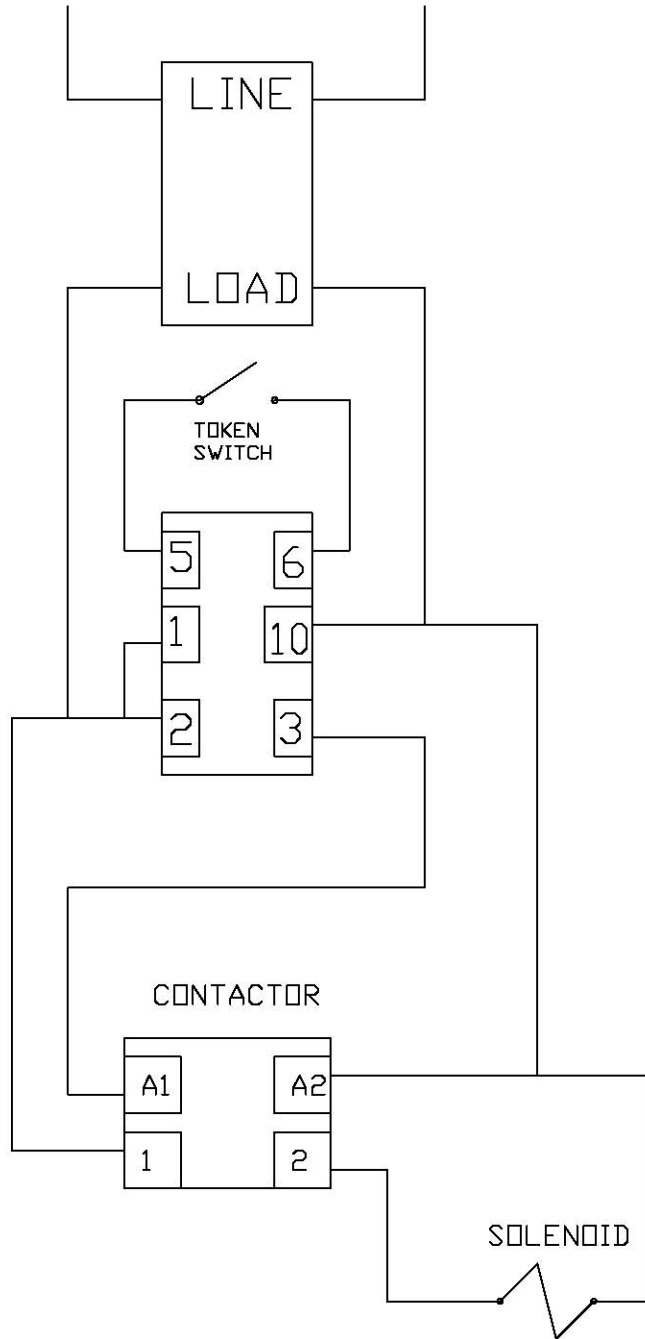 LINE
LOAD
TOKEN
SWITCH
5
6
1
10
2
3
CONTACTOR
A1
A2
1
2
SOLENOID